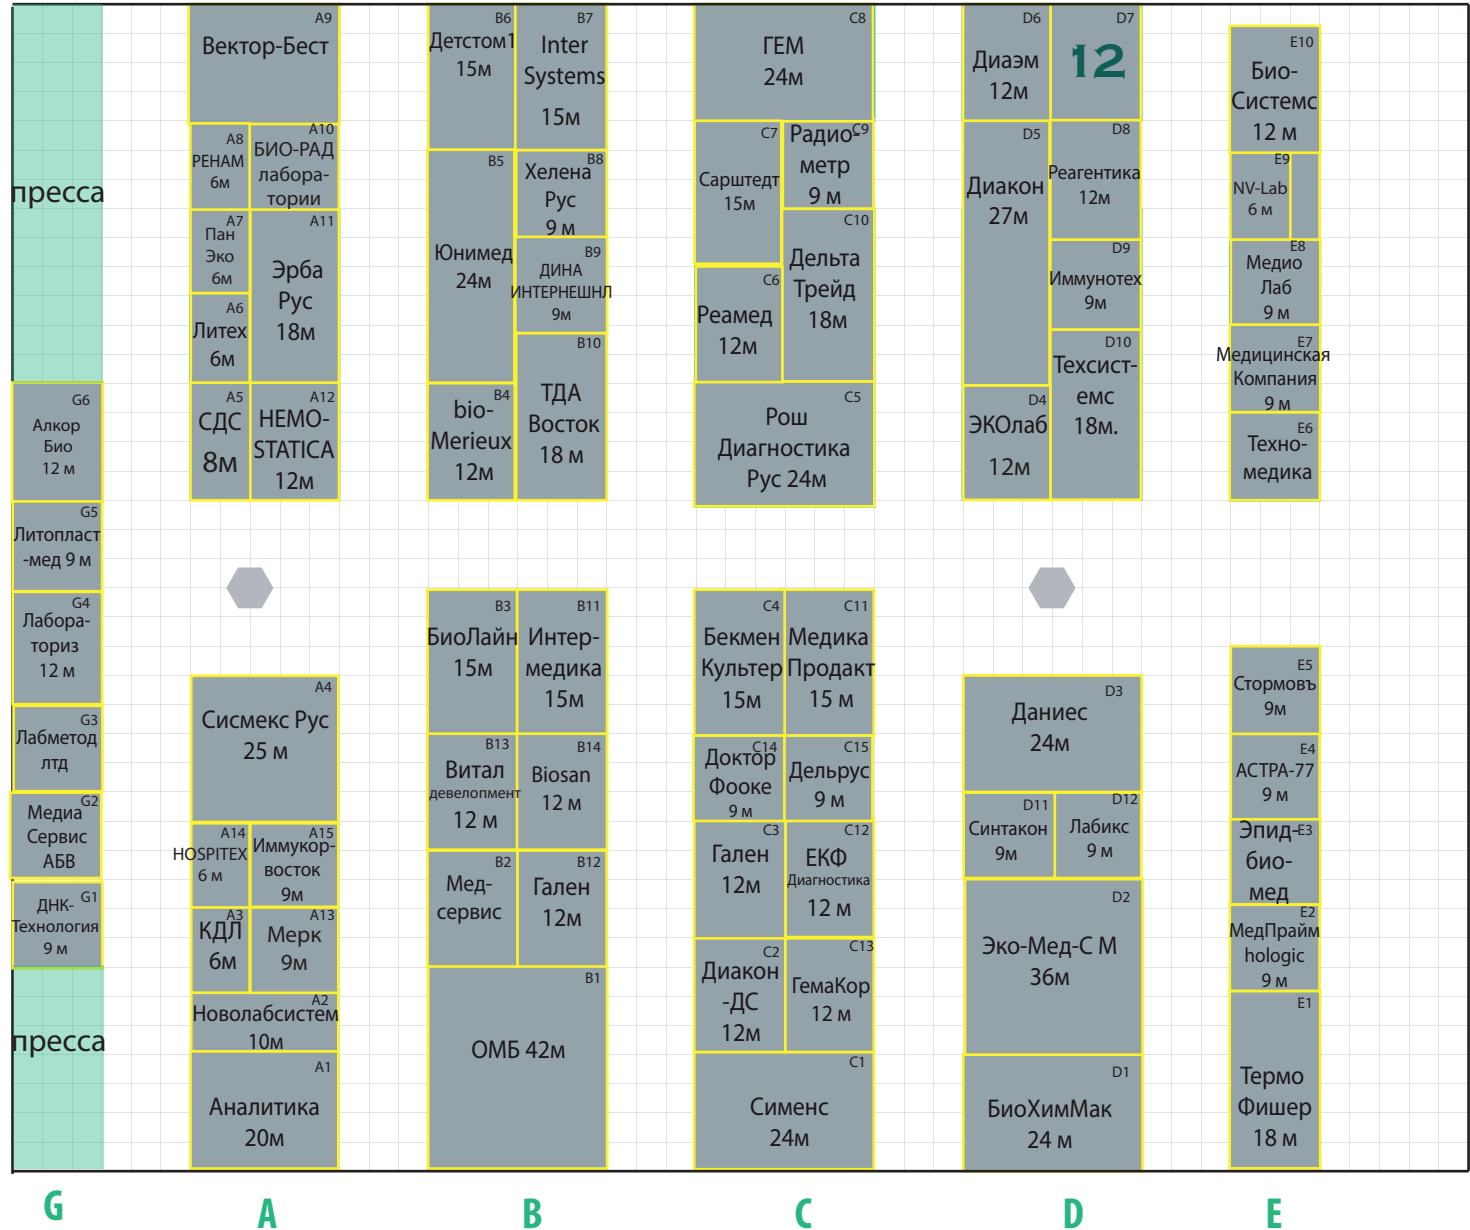 пресса
G6
Алкор
Био
12 м
G5
Литопласт
-мед 9 м
G4
Лабора-
ториз
12 м
G3
Лабметод
лтд
G2
Медиа
Сервис
АБВ
G1
ДНК-
Технология
9 м
пресса
A9
Вектор-Бест
A8
РЕНАМ
6м
A10
БИО-РАД
лабора-
тории
A7
Пан
Эко
6м
A11
Эрба
Рус
18м
A6
Литех
6м
A5
СДС
8м
A12
HEMO-
STATICA
12м
A4
Сисмекс Рус
25 м
A14
HOSPITEX
6 м
A15
Иммукор-
восток
9м
A3
КДЛ
6м
A13
Мерк
9м
A2
Новолабсистем
10м
A1
Аналитика
20м
B6
Детстом1
15м
B7
Inter
Systems
15м
B5
Юнимед
24м
B8
Хелена
Рус
9 м
B9
ДИНА
ИНТЕРНЕШНЛ
9м
B4
bio-
Merieux
12м
B10
ТДА
Восток
18 м
B3
БиоЛайн
15м
B11
Интер-
медика
15м
B13
Витал
девелопмент
12 м
B14
Biosan
12 м
B2
Мед-
сервис
B12
Гален
12м
B1
ОМБ 42м
C8
ГЕМ
24м
C7
Сарштедт
15м
C9
Радио-
метр
9 м
C6
Реамед
12м
C10
Дельта
Трейд
18м
C5
Рош
Диагностика
Рус 24м
C4
Бекмен
Культер
15м
C11
Медика
Продакт
15 м
C14
Доктор
Фооке
9 м
C15
Дельрус
9 м
C3
Гален
12м
C12
ЕКФ
Диагностика
12 м
C2
Диакон
-ДС
12м
C13
ГемаКор
12 м
C1
Сименс
24м
D6
Диаэм
12м
D7
12
D5
Диакон
27м
D8
Реагентика
12м
D9
Иммунотех
9м
D4
ЭКОлаб
12м
D10
Техсист-
емс
18м.
D3
Даниес
24м
D11
Синтакон
9м
D12
Лабикс
9 м
D2
Эко-Мед-С М
36м
D1
БиоХимМак
24 м
E10
Био-
Системс
12 м
E9
NV-Lab
6 м
E8
Медио
Лаб
9 м
E7
Медицинская
Компания
9 м
E6
Техно-
медика
E5
Стормовъ
9м
E4
АСТРА-77
9 м
E3
Эпид-
био-
мед
E2
МедПрайм
hologic
9 м
E1
Термо
Фишер
18 м
G
A
B
C
D
E